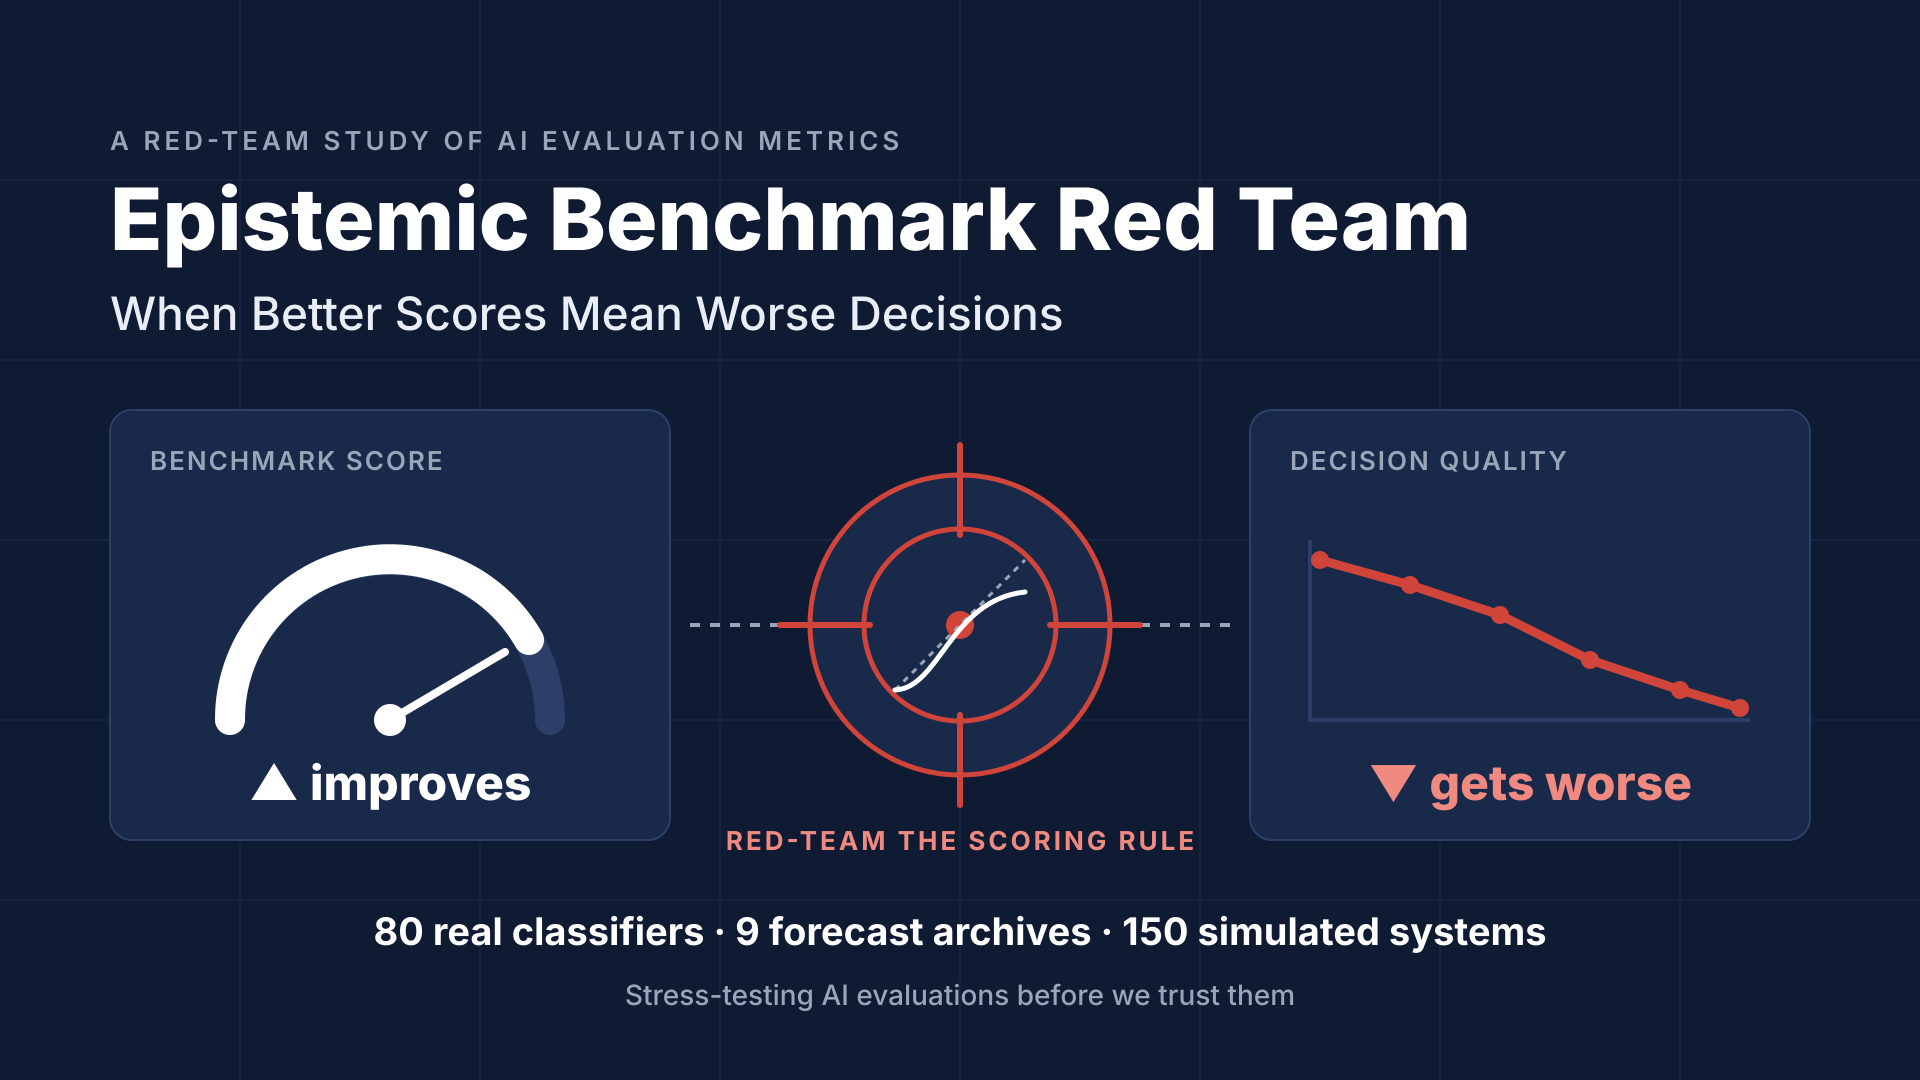 A RED-TEAM STUDY OF AI EVALUATION METRICS
Epistemic Benchmark Red Team
When Better Scores Mean Worse Decisions
BENCHMARK SCORE
▲ improves
RED-TEAM THE SCORING RULE
DECISION QUALITY
▼ gets worse
80 real classifiers · 9 forecast archives · 150 simulated systems
Stress-testing AI evaluations before we trust them